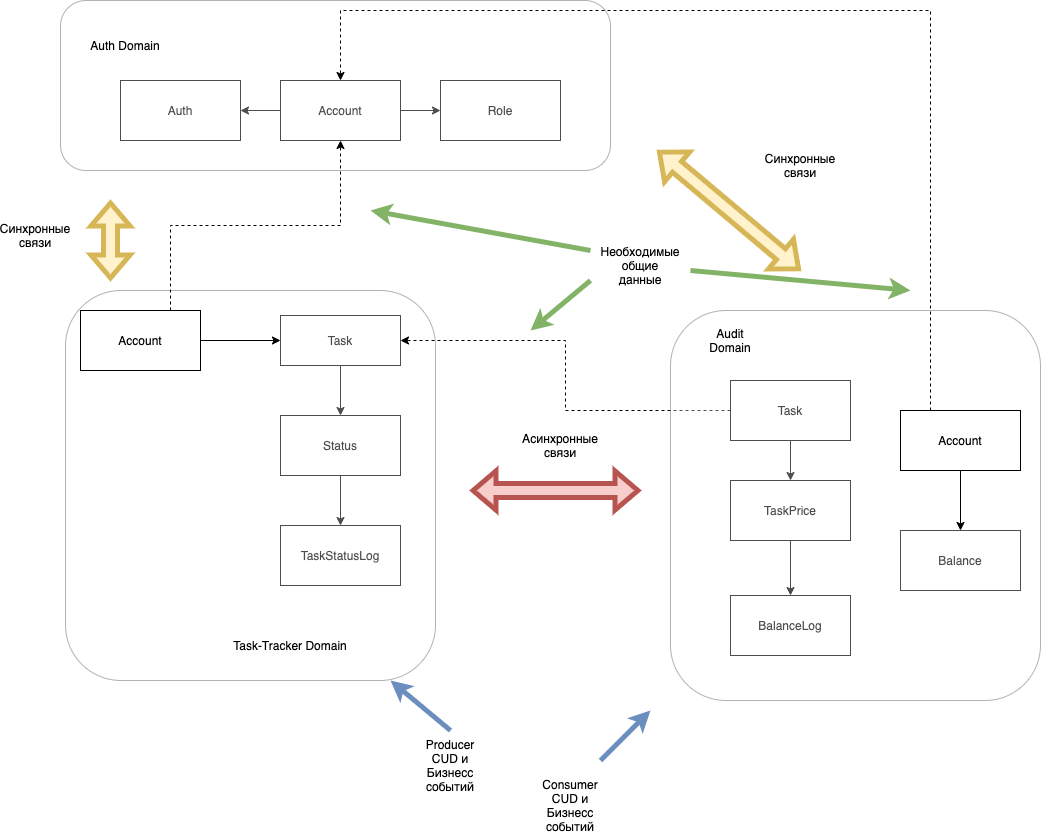 Auth Domain
Auth
Account
Role
Синхронные
связи
Синхронные
связи
Необходимые
общие
данные
Account
Task
Status
TaskStatusLog
Task-Tracker Domain
Асинхронные
связи
Audit
Domain
Task
Account
TaskPrice
Balance
BalanceLog
Producer
CUD и
Бизнесс
событий
Consumer
CUD и
Бизнесс
событий